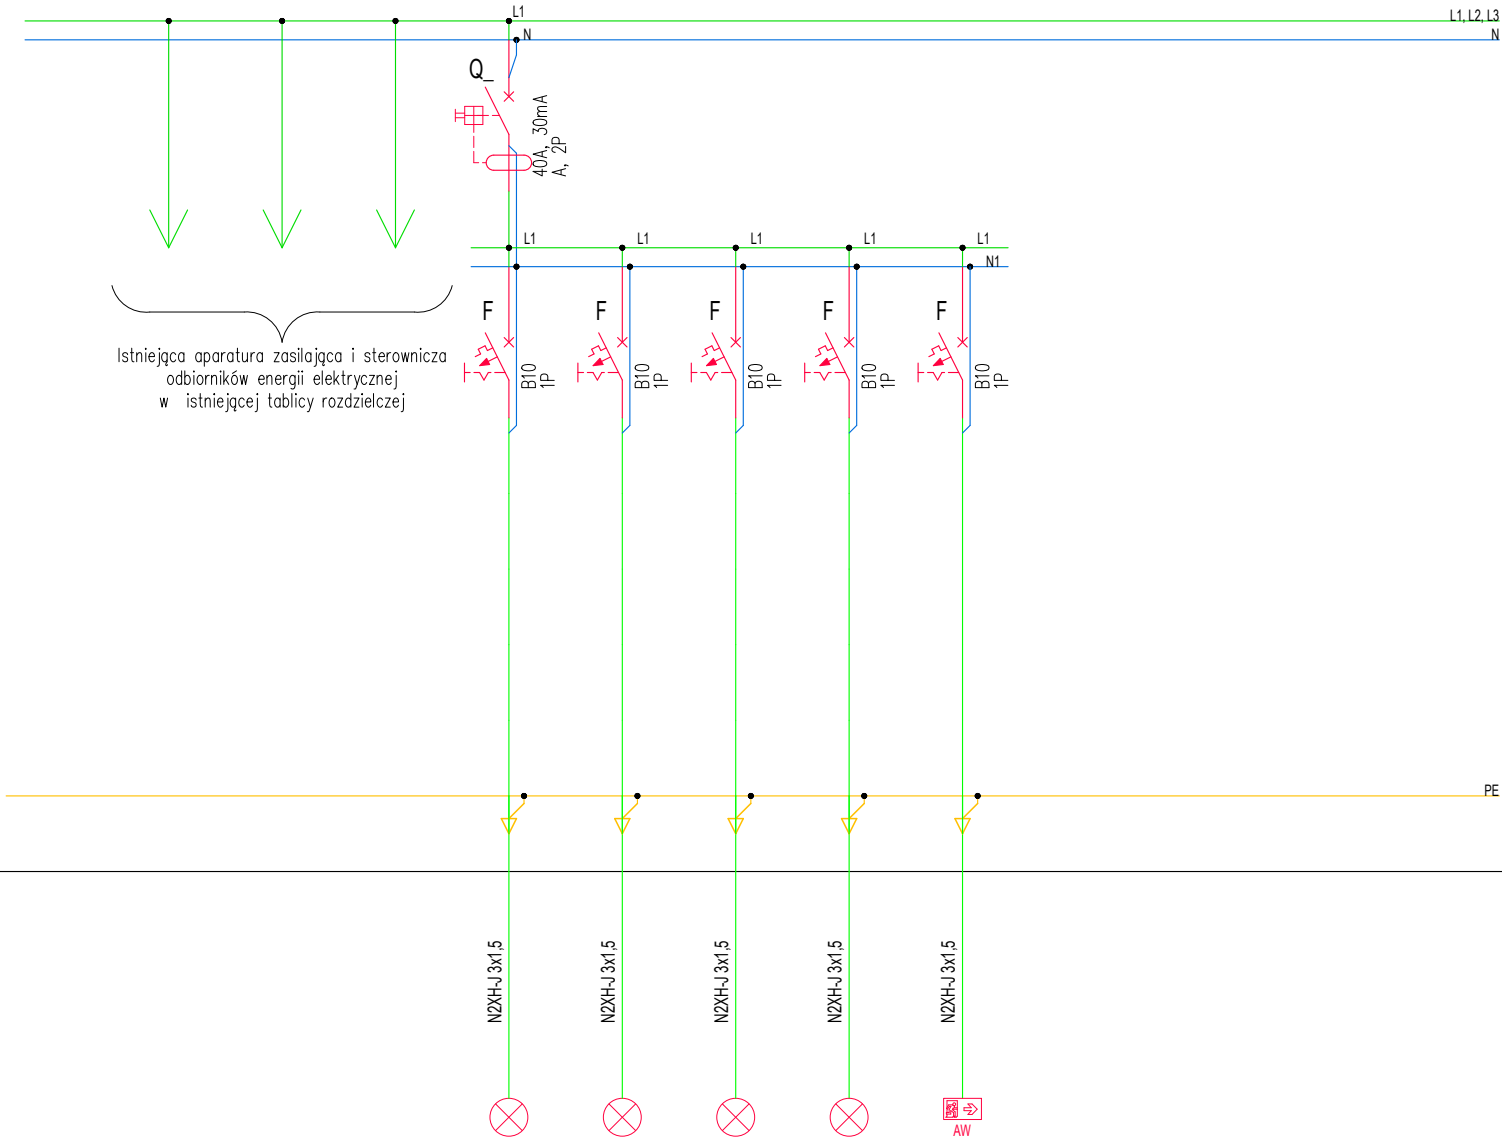 L1
L1, L2, L3
N
N
Q_
40A, 30mA
A, 2P
L1
L1
L1
L1
L1
N1
F
F
F
F
F
B10
1P
B10
1P
B10
1P
B10
1P
B10
1P
Istniejąca aparatura zasilająca i sterownicza
odbiorników energii elektrycznej
w istniejącej tablicy rozdzielczej
PE
N2XH-J 3x1,5
N2XH-J 3x1,5
N2XH-J 3x1,5
N2XH-J 3x1,5
N2XH-J 3x1,5
AW